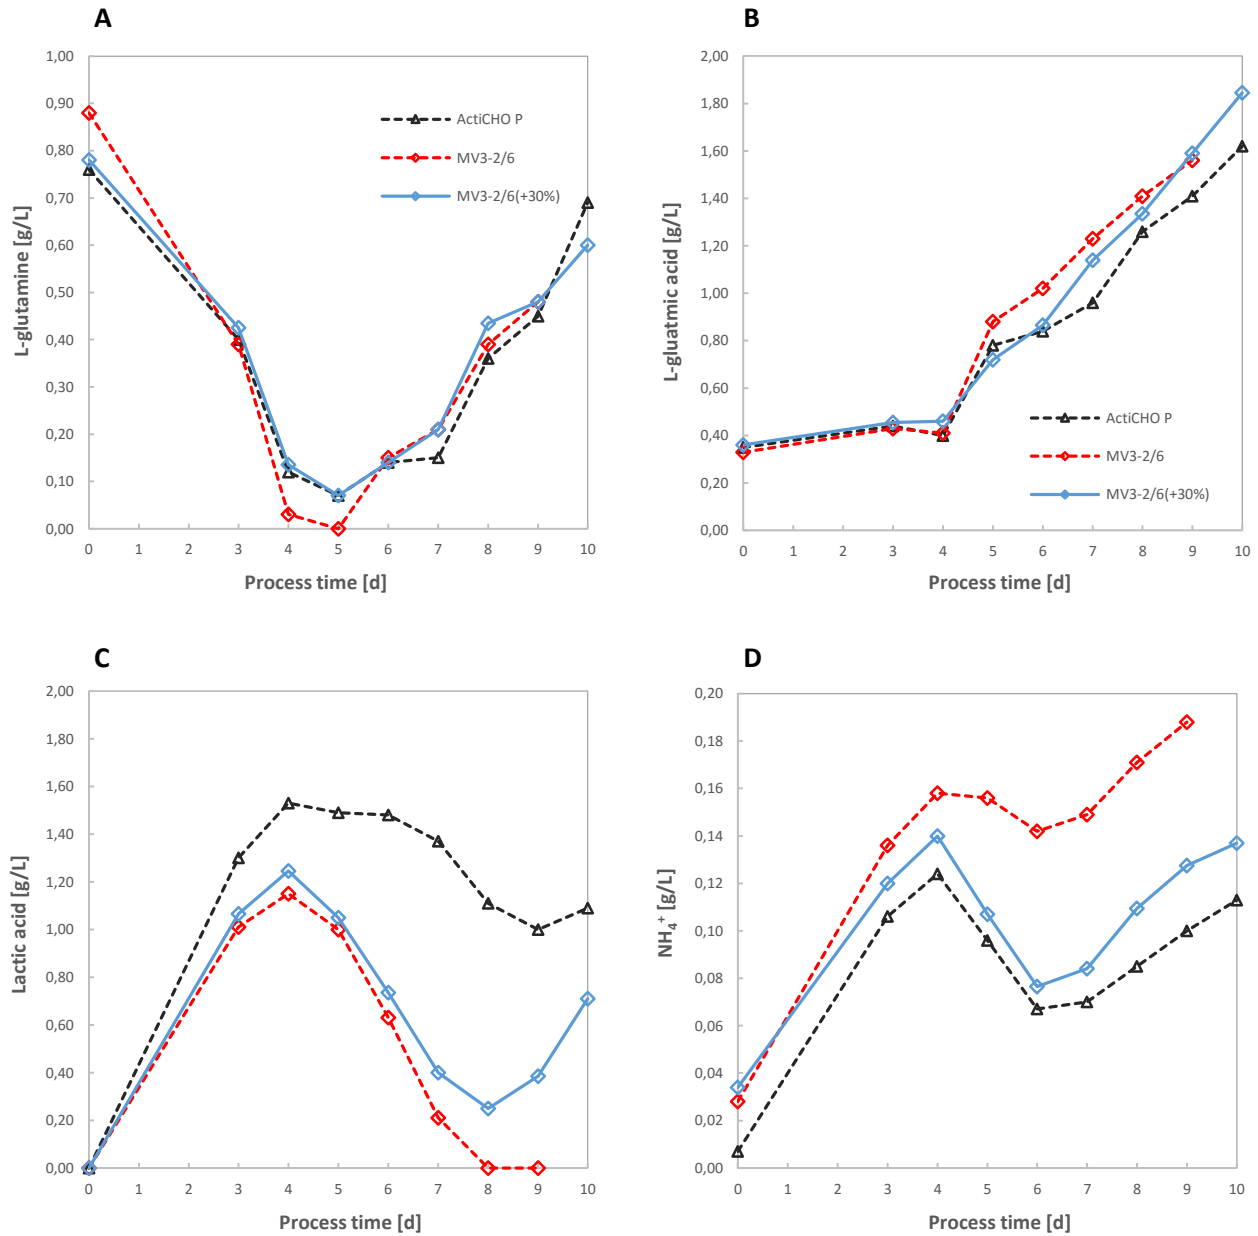 A
L-glutamine [g/L]
1,00
0,90
0,80
0,70
0,60
0,50
0,40
0,30
0,20
0,10
0,00
ActiCHO P
MV3-2/6
MV3-2/6(+30%)
0 1 2 3 4 5 6 7 8 9 10
Process time [d]
B
L-gluatmic acid [g/L]
2,00
1,80
1,60
1,40
1,20
1,00
0,80
0,60
0,40
0,20
0,00
ActiCHO P
MV3-2/6
MV3-2/6(+30%)
0 1 2 3 4 5 6 7 8 9 10
Process time [d]
C
Lactic acid [g/L]
2,00
1,80
1,60
1,40
1,20
1,00
0,80
0,60
0,40
0,20
0,00
0 1 2 3 4 5 6 7 8 9 10
Process time [d]
D
NH₄⁺ [g/L]
0,20
0,18
0,16
0,14
0,12
0,10
0,08
0,06
0,04
0,02
0,00
0 1 2 3 4 5 6 7 8 9 10
Process time [d]